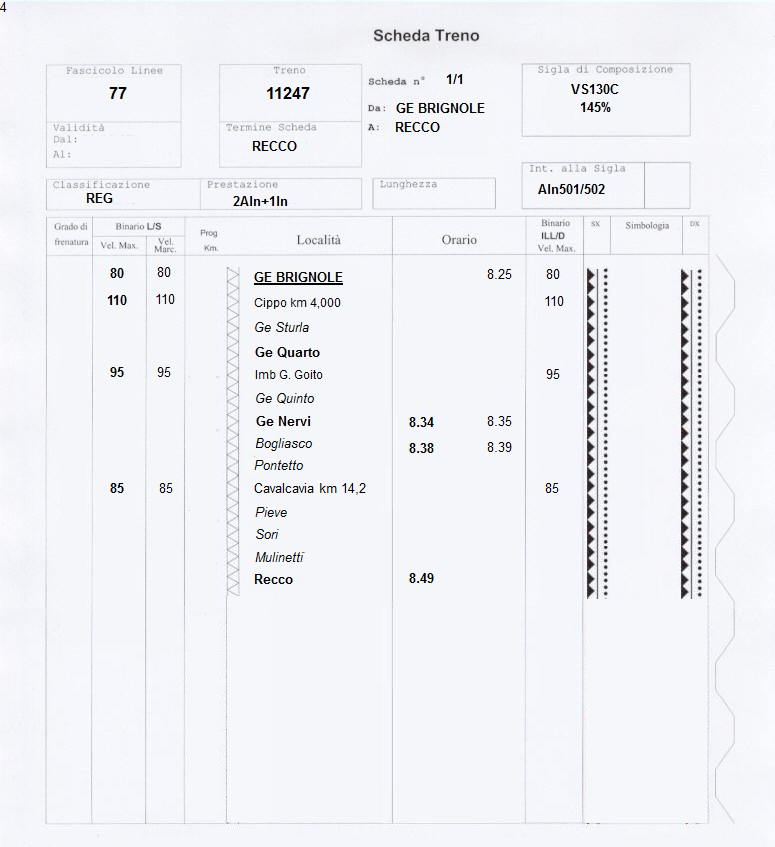 4
Scheda Treno
Fascicolo Linee
77
Validità
Dal:
Al:
Treno
11247
Termine Scheda
RECCO
Scheda n° 1/1
Da: GE BRIGNOLE
A: RECCO
Sigla di Composizione
VS130C
145%
Int. alla Sigla
Aln501/502
Classificazione
REG
Prestazione
2Aln+1ln
Lunghezza
Grado di frenatura
Binario L/S
Vel. Max.
Vel. Marc.
Prog Km.
Località
Orario
Binario ILL/D Vel. Max.
SX
Simbologia
DX
80 80 GE BRIGNOLE 8.25 80
110 110 Cippo km 4,000 110
Ge Sturla
Ge Quarto
95 95 Imb G. Goito 95
Ge Quinto
Ge Nervi 8.34 8.35
Bogliasco 8.38 8.39
Pontetto
85 85 Cavalcavia km 14,2 85
Pieve
Sori
Mulinetti
Recco 8.49